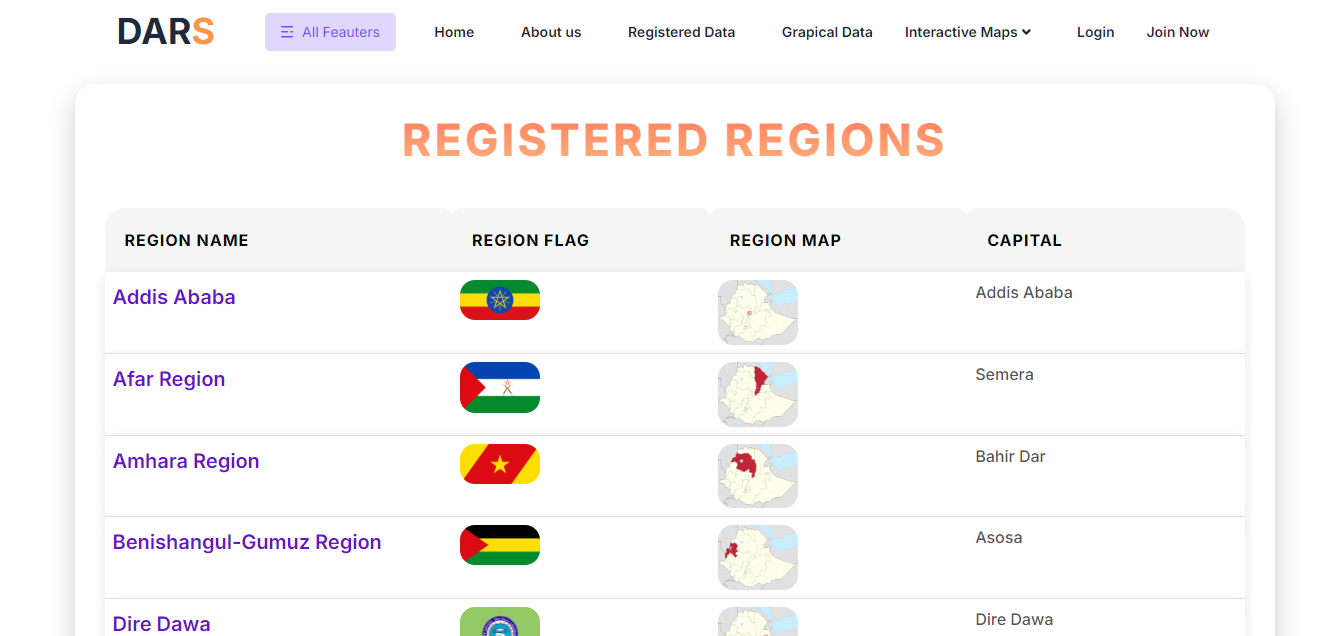 DARS All Feauters Home About us Registered Data Grapical Data Interactive Maps Login Join Now
REGISTERED REGIONS
REGION NAME REGION FLAG REGION MAP CAPITAL
Addis Ababa Addis Ababa
Afar Region Semera
Amhara Region Bahir Dar
Benishangul-Gumuz Region Asosa
Dire Dawa Dire Dawa